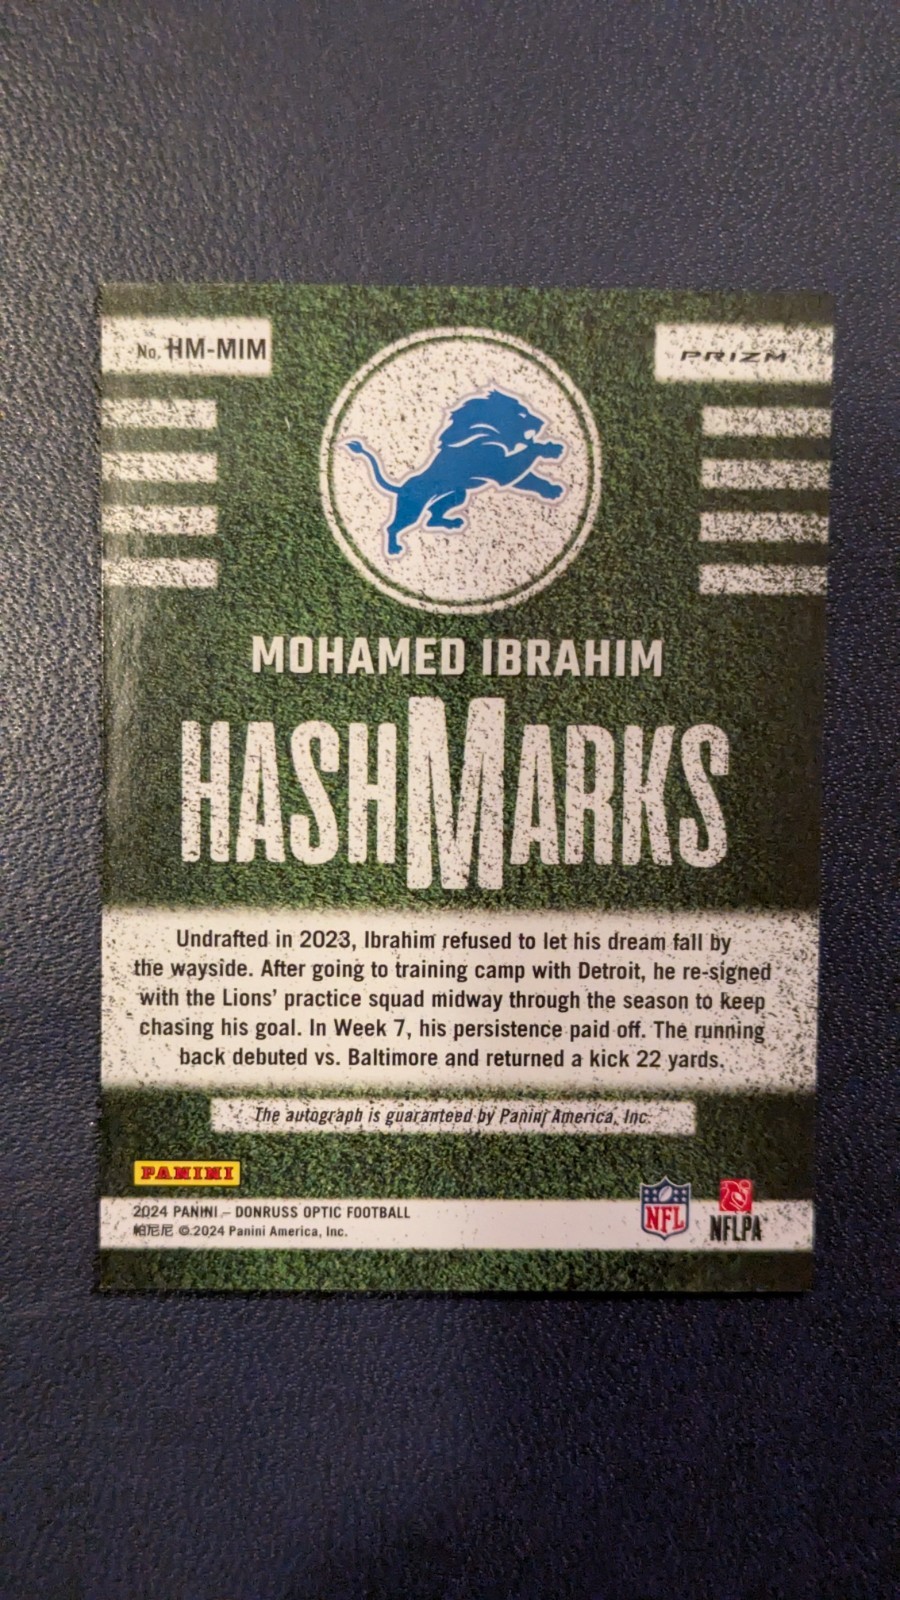 No. HM-MIM
PRIZM
MOHAMED IBRAHIM
HASHMARKS
Undrafted in 2023, Ibrahim refused to let his dream fall by
the wayside. After going to training camp with Detroit, he re-signed
with the Lions' practice squad midway through the season to keep
chasing his goal. In Week 7, his persistence paid off. The running
back debuted vs. Baltimore and returned a kick 22 yards.
The autograph is guaranteed by Panini America, Inc.
PANINI
2024 PANINI – DONRUSS OPTIC FOOTBALL
帕尼尼 © 2024 Panini America, Inc.
NFL
NFLPA